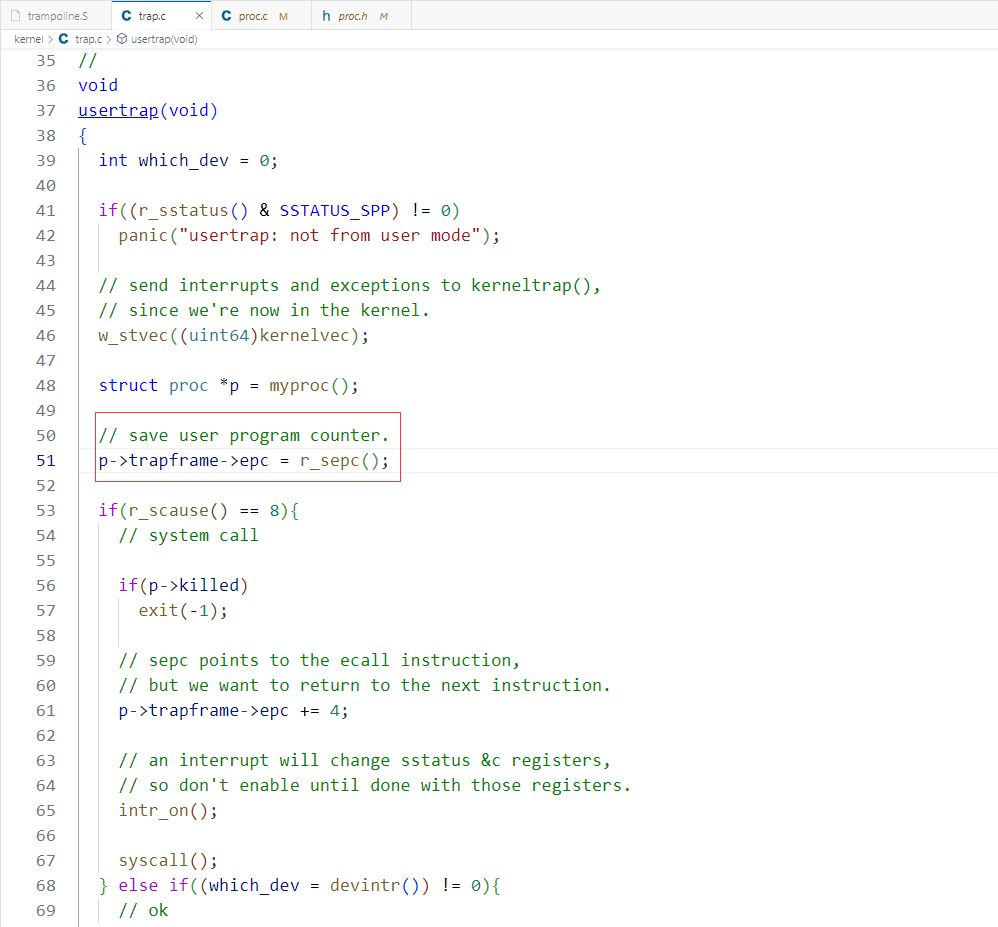 trampoline.S C trap.c × C proc.c M h proc.h M
kernel > C trap.c > usertrap(void)
35 //
36 void
37 usertrap(void)
38 {
39 int which_dev = 0;
40
41 if((r_sstatus() & SSTATUS_SPP) != 0)
42 panic("usertrap: not from user mode");
43
44 // send interrupts and exceptions to kerneltrap(),
45 // since we're now in the kernel.
46 w_stvec((uint64)kernelvec);
47
48 struct proc *p = myproc();
49
50 // save user program counter.
51 p->trapframe->epc = r_sepc();
52
53 if(r_scause() == 8){
54 // system call
55
56 if(p->killed)
57 exit(-1);
58
59 // sepc points to the ecall instruction,
60 // but we want to return to the next instruction.
61 p->trapframe->epc += 4;
62
63 // an interrupt will change sstatus &c registers,
64 // so don't enable until done with those registers.
65 intr_on();
66
67 syscall();
68 } else if((which_dev = devintr()) != 0){
69 // ok